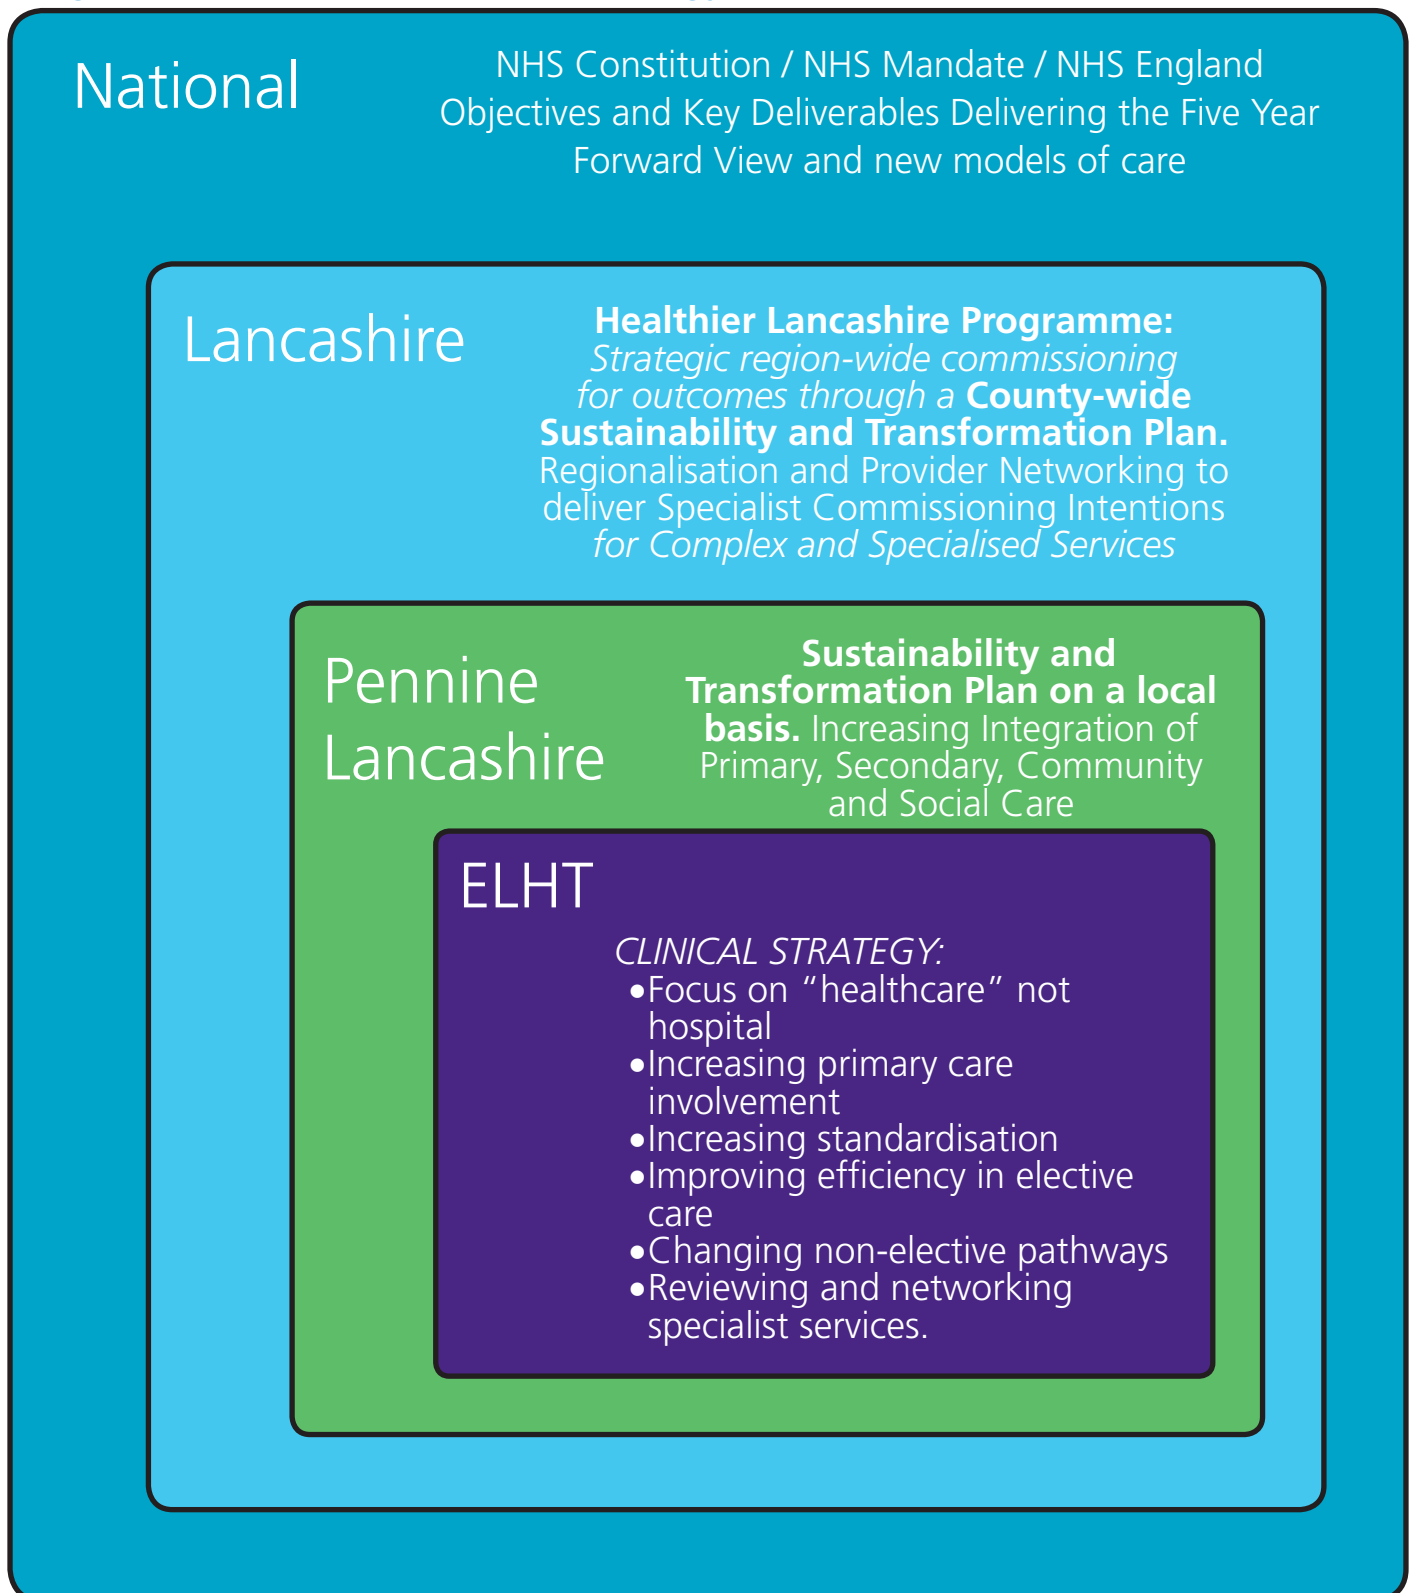 National
NHS Constitution / NHS Mandate / NHS England
Objectives and Key Deliverables Delivering the Five Year
Forward View and new models of care
Lancashire
Healthier Lancashire Programme:
Strategic region-wide commissioning
for outcomes through a County-wide
Sustainability and Transformation Plan.
Regionalisation and Provider Networking to
deliver Specialist Commissioning Intentions
for Complex and Specialised Services
Pennine
Lancashire
Sustainability and
Transformation Plan on a local
basis. Increasing Integration of
Primary, Secondary, Community
and Social Care
ELHT
CLINICAL STRATEGY:
•Focus on “healthcare” not
hospital
•Increasing primary care
involvement
•Increasing standardisation
•Improving efficiency in elective
care
•Changing non-elective pathways
•Reviewing and networking
specialist services.